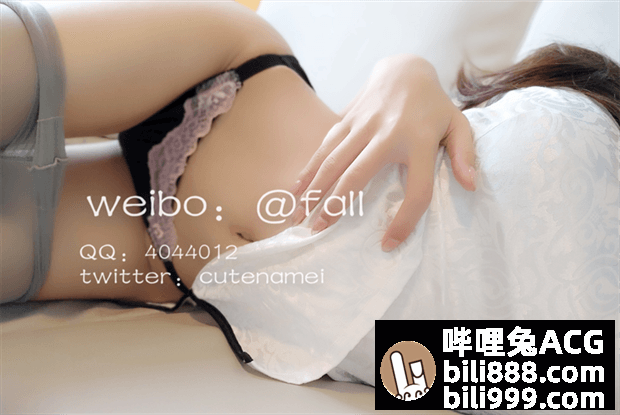 weibo：@fall
QQ：4044012
twitter：cutenamei
哔哩兔ACG
bili888.com
bili999.com